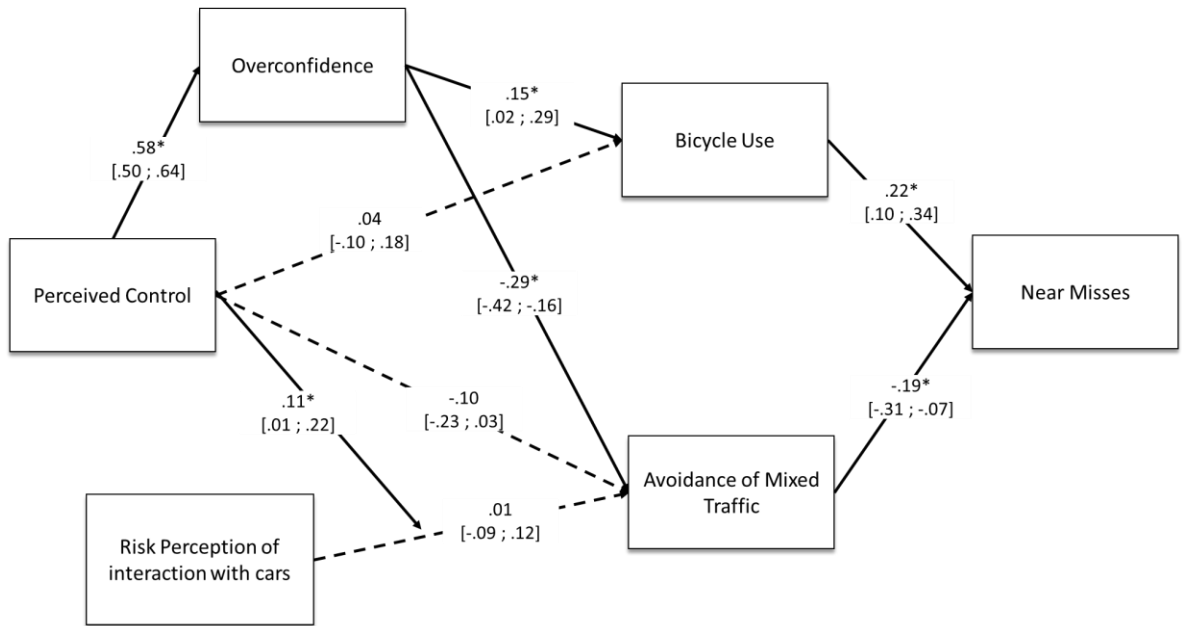 Overconfidence
.15*
[.02 ; .29]
Bicycle Use
.58*
[.50 ; .64]
.22*
[.10 ; .34]
.04
[-.10 ; .18]
Perceived Control
-.29*
[-.42 ; -.16]
Near Misses
.11*
[.01 ; .22]
-.10
[-.23 ; .03]
-.19*
[-.31 ; -.07]
Avoidance of Mixed
Traffic
.01
[-.09 ; .12]
Risk Perception of
interaction with cars